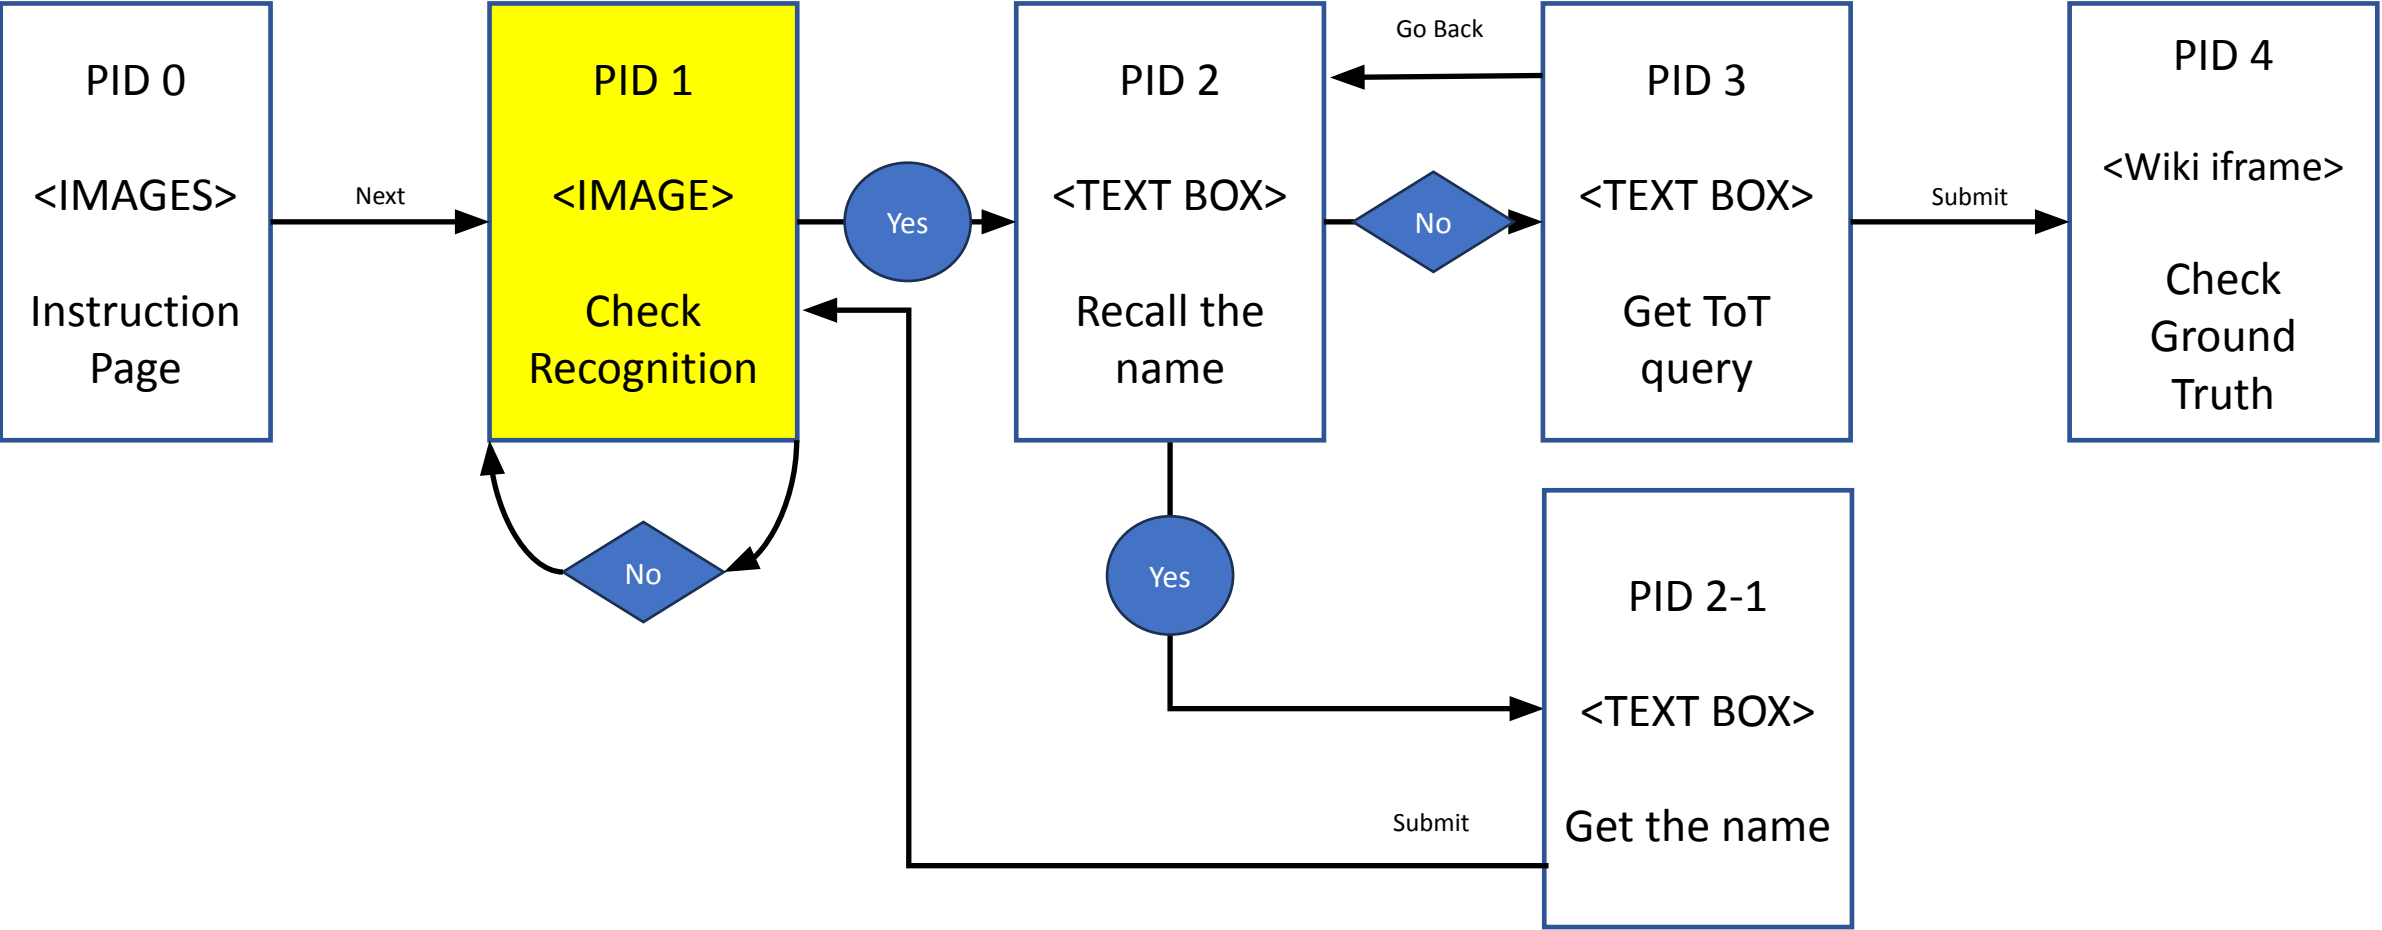 PID 0
<IMAGES>
Instruction
Page
Next
PID 1
<IMAGE>
Check
Recognition
No
Yes
PID 2
<TEXT BOX>
Recall the
name
Yes
Go Back
No
PID 3
<TEXT BOX>
Get ToT
query
Submit
PID 4
<Wiki iframe>
Check
Ground
Truth
PID 2-1
<TEXT BOX>
Get the name
Submit